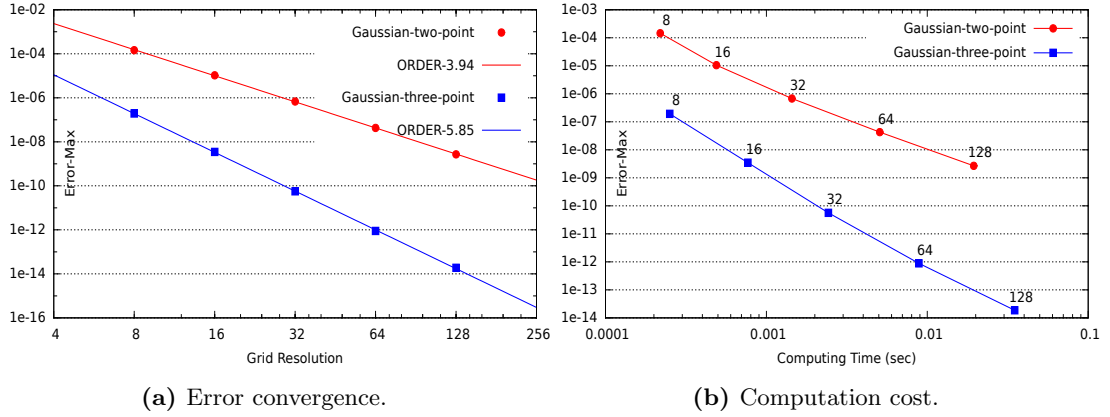 1e-02
1e-04
1e-06
1e-08
1e-10
1e-12
1e-14
1e-16
Error-Max
Gaussian-two-point
ORDER-3.94
Gaussian-three-point
ORDER-5.85
4 8 16 32 64 128 256
Grid Resolution
(a) Error convergence.
1e-03
1e-04
1e-05
1e-06
1e-07
1e-08
1e-09
1e-10
1e-11
1e-12
1e-13
1e-14
Error-Max
Gaussian-two-point
Gaussian-three-point
8
16
32
64
128
8
16
32
64
128
0.0001 0.001 0.01 0.1
Computing Time (sec)
(b) Computation cost.